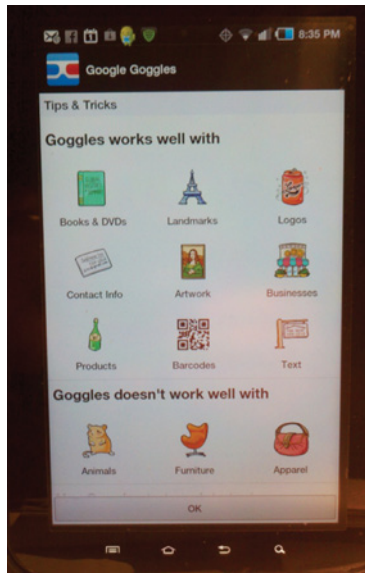 8:35 PM
Google Goggles
Tips & Tricks
Goggles works well with
Books & DVDs Landmarks Logos
Contact Info Artwork Businesses
Products Barcodes Text
Goggles doesn't work well with
Animals Furniture Apparel
OK